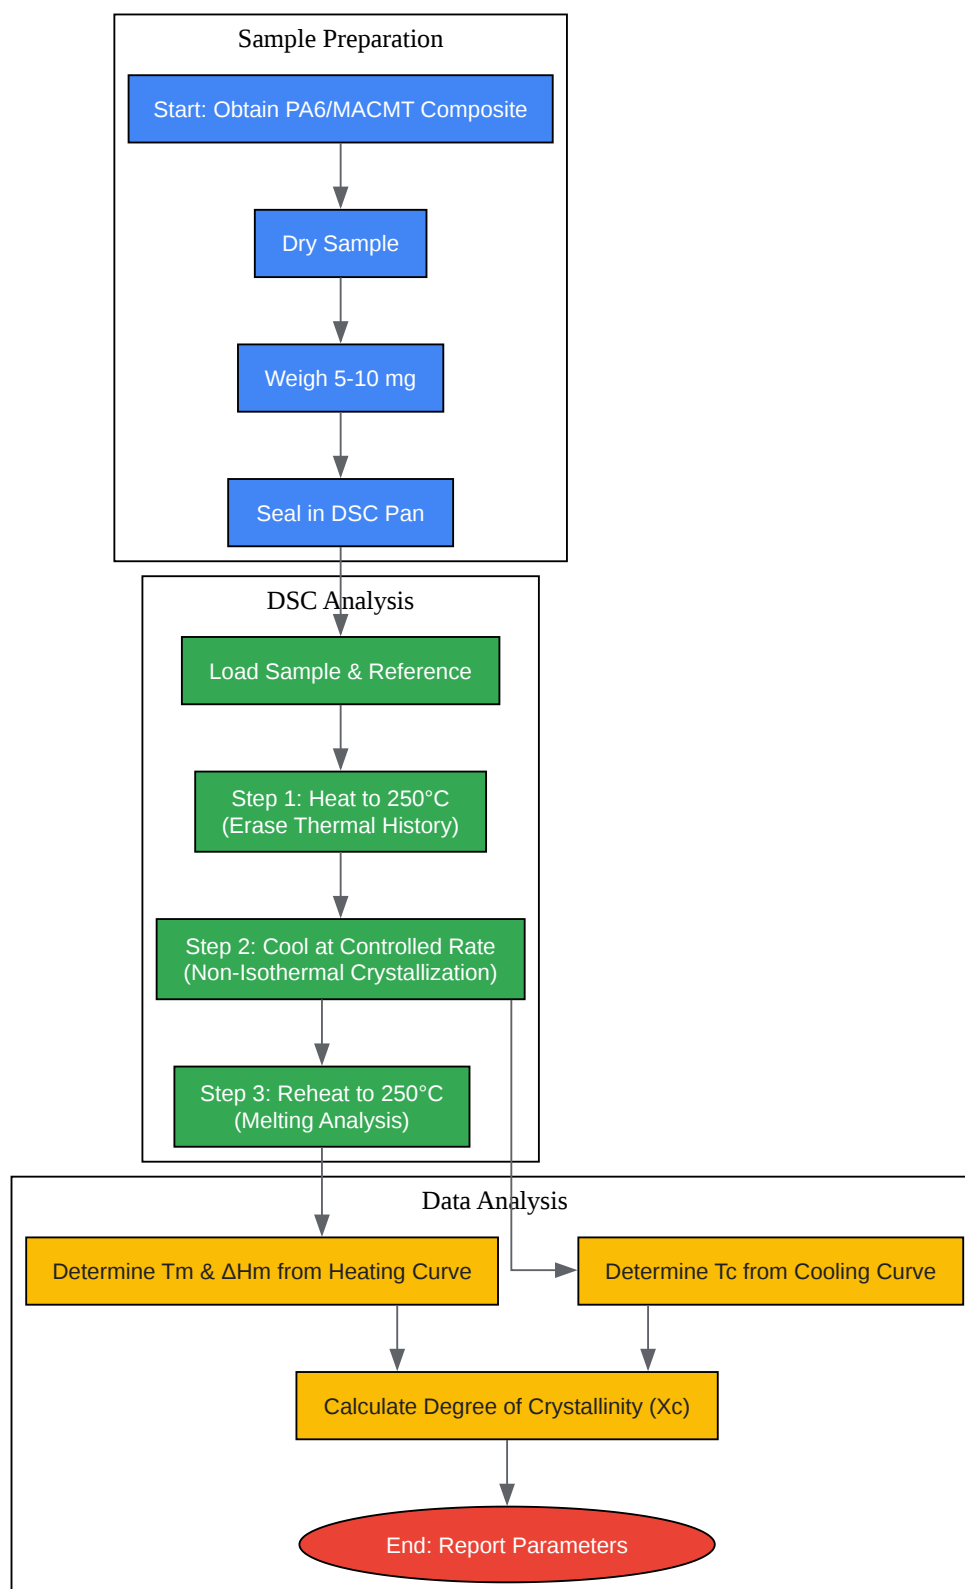 Sample Preparation
Start: Obtain PA6/MACMT Composite
Dry Sample
Weigh 5-10 mg
Seal in DSC Pan
DSC Analysis
Load Sample & Reference
Step 1: Heat to 250°C
(Erase Thermal History)
Step 2: Cool at Controlled Rate
(Non-Isothermal Crystallization)
Step 3: Reheat to 250°C
(Melting Analysis)
Data Analysis
Determine Tm & ΔHm from Heating Curve
Determine Tc from Cooling Curve
Calculate Degree of Crystallinity (Xc)
End: Report Parameters